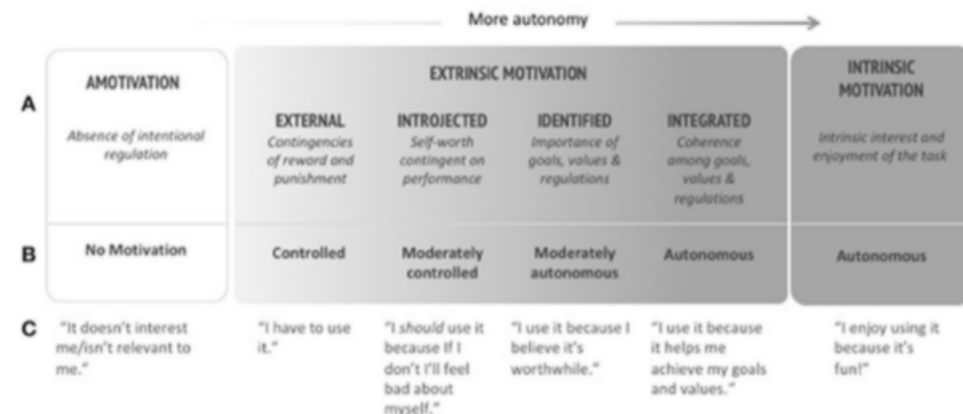 More autonomy
A
AMOTIVATION
Absence of intentional
regulation
EXTRINSIC MOTIVATION
EXTERNAL
Contingencies
of reward and
punishment
INTROJECTED
Self-worth
contingent on
performance
IDENTIFIED
Importance of
goals, values &
regulations
INTEGRATED
Coherence
among goals,
values &
regulations
INTRINSIC
MOTIVATION
Intrinsic interest and
enjoyment of the task
B
No Motivation
Controlled
Moderately
controlled
Moderately
autonomous
Autonomous
Autonomous
C
"It doesn't interest
me/isn't relevant to
me."
"I have to use
it."
"I should use it
because If I
don't I'll feel
bad about
myself."
"I use it because I
believe it's
worthwhile."
"I use it because
it helps me
achieve my goals
and values."
"I enjoy using it
because it's
fun!"